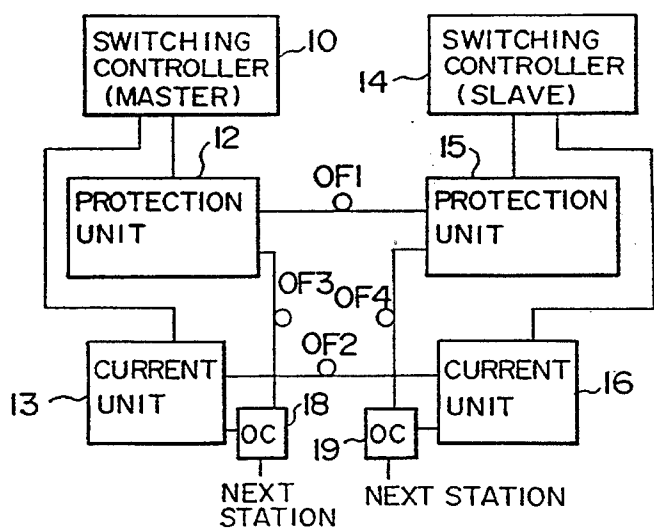 SWITCHING
CONTROLLER
(MASTER)
10
SWITCHING
CONTROLLER
(SLAVE)
14
12
15
PROTECTION
UNIT
OF1
PROTECTION
UNIT
OF3
OF4
OF2
CURRENT
UNIT
13
18
OC
19
OC
CURRENT
UNIT
16
NEXT
STATION
NEXT STATION